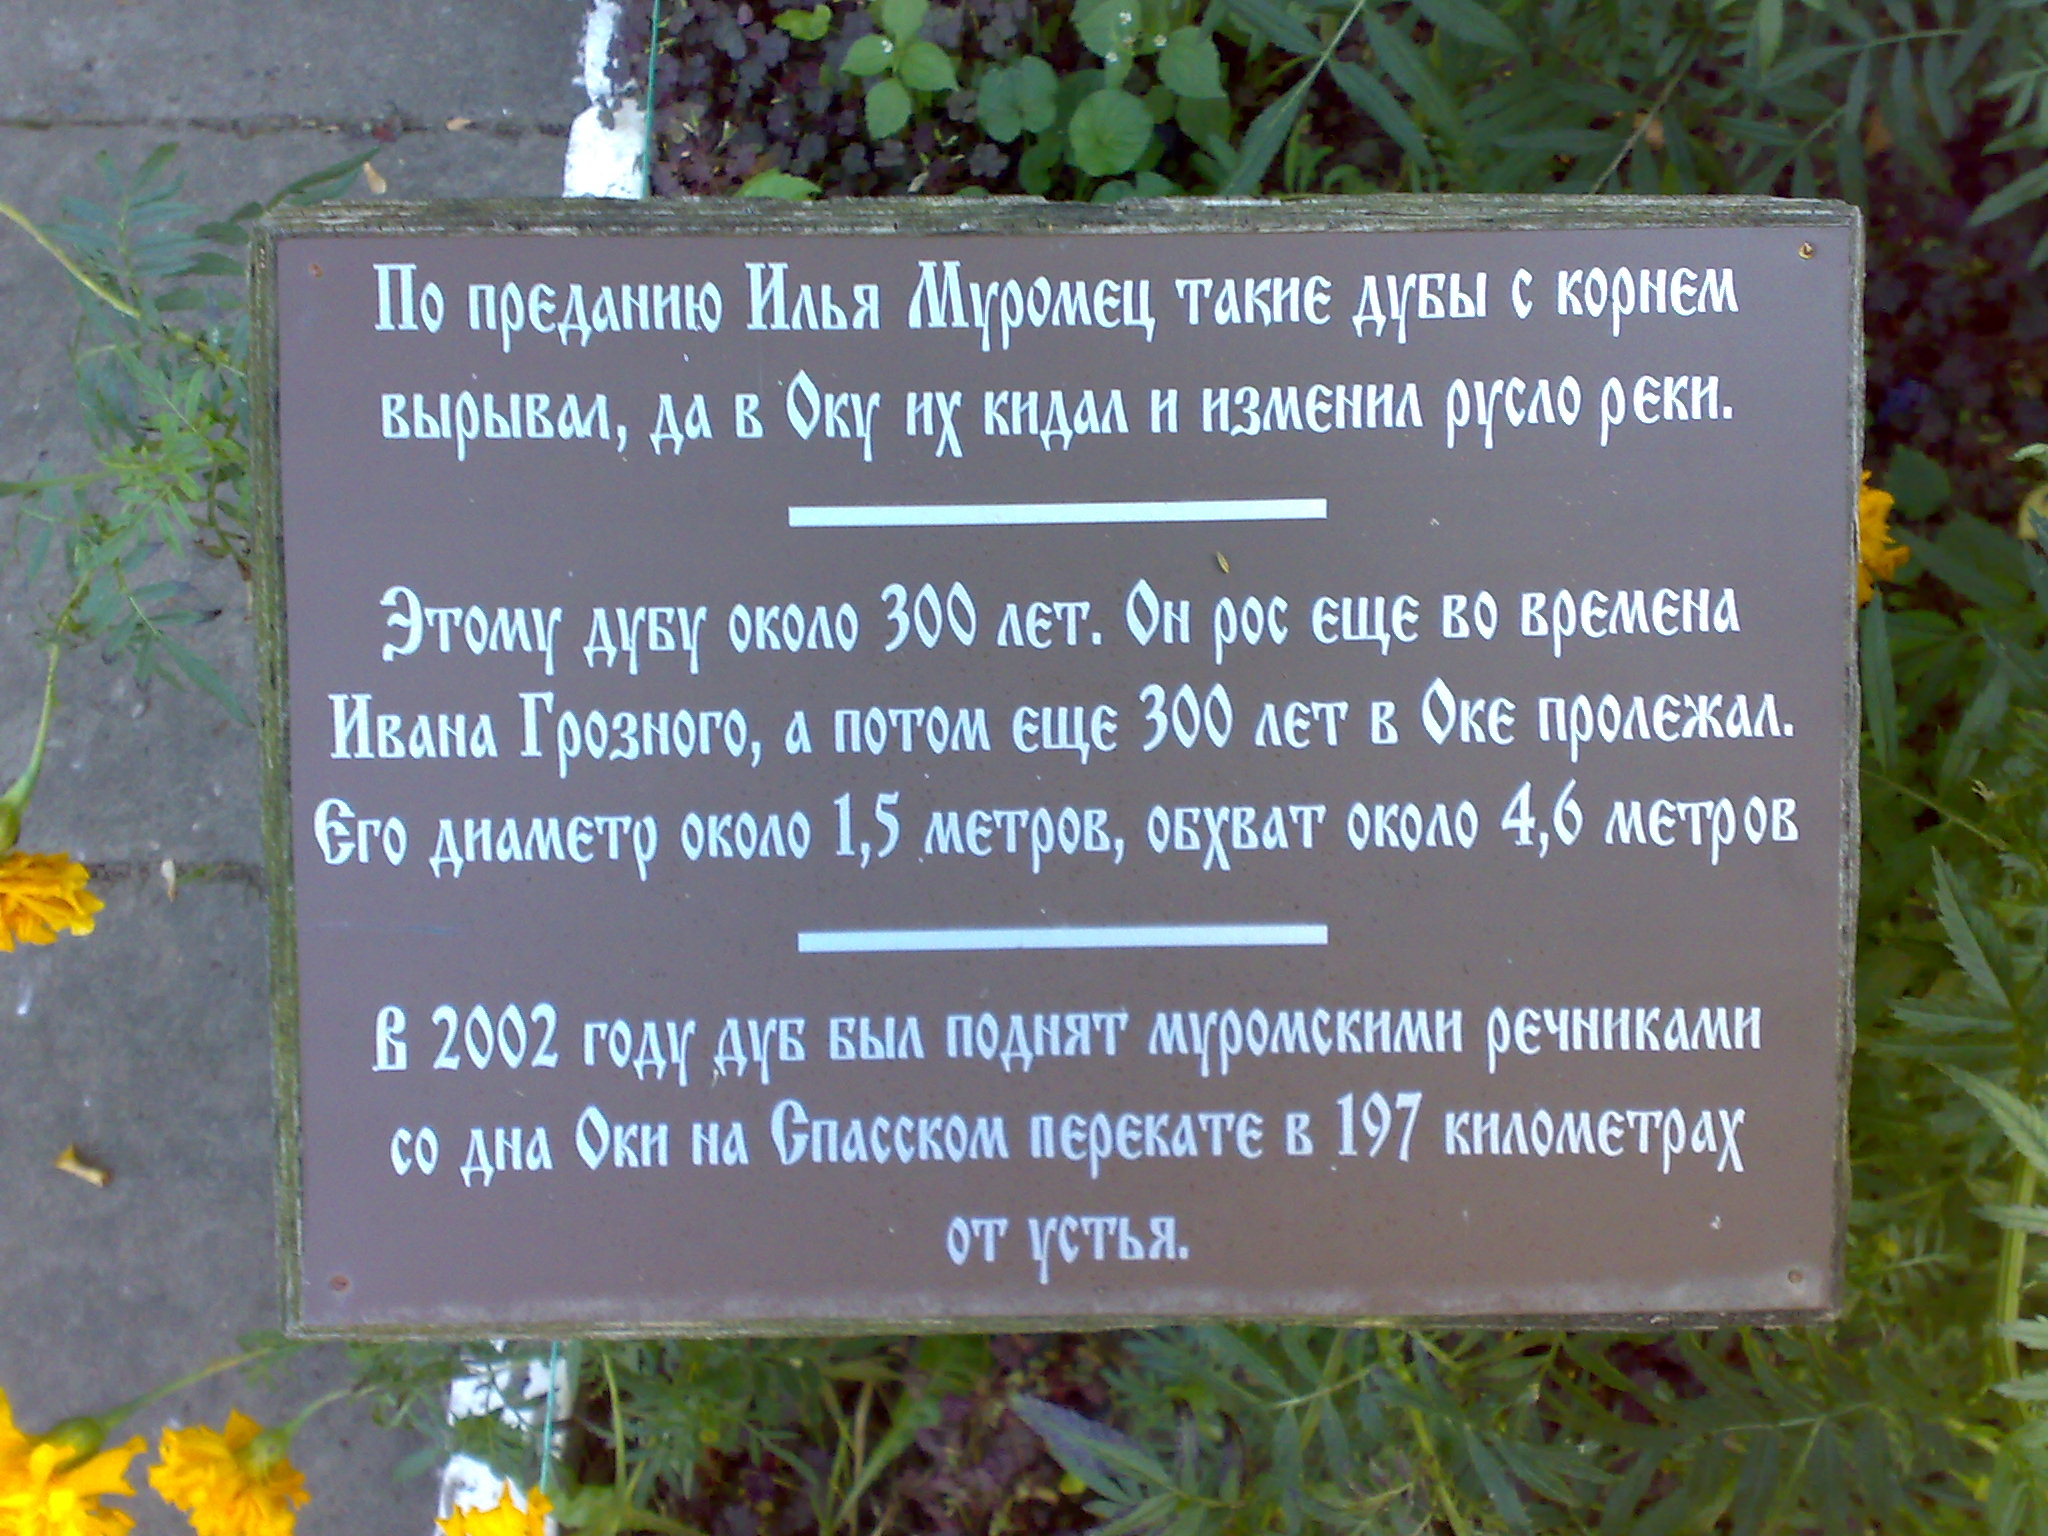 По преданию Илья Муромец такие дубы с корнем
вырывал, да в Оку их кидал и изменил русло реки.
Этому дубу около 300 лет. Он рос еще во времена
Ивана Грозного, а потом еще 300 лет в Оке пролежал.
Его диаметр около 1,5 метров, обхват около 4,6 метров
В 2002 году дуб был поднят муромскими речниками
со дна Оки на Спасском перекате в 197 километрах
от устья.